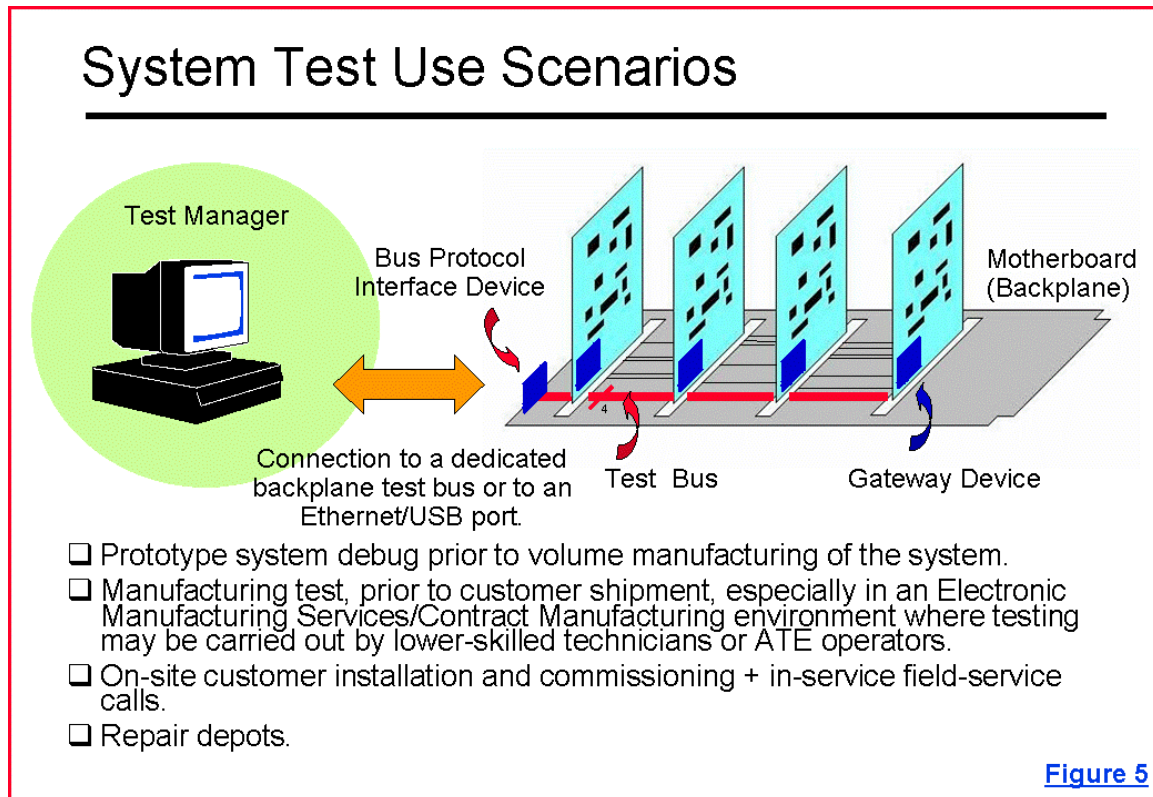 System Test Use Scenarios
Test Manager
Bus Protocol
Interface Device
Motherboard
(Backplane)
4
Connection to a dedicated
backplane test bus or to an
Ethernet/USB port.
Test Bus
Gateway Device
❑ Prototype system debug prior to volume manufacturing of the system.
❑ Manufacturing test, prior to customer shipment, especially in an Electronic
Manufacturing Services/Contract Manufacturing environment where testing
may be carried out by lower-skilled technicians or ATE operators.
❑ On-site customer installation and commissioning + in-service field-service
calls.
❑ Repair depots.
Figure 5